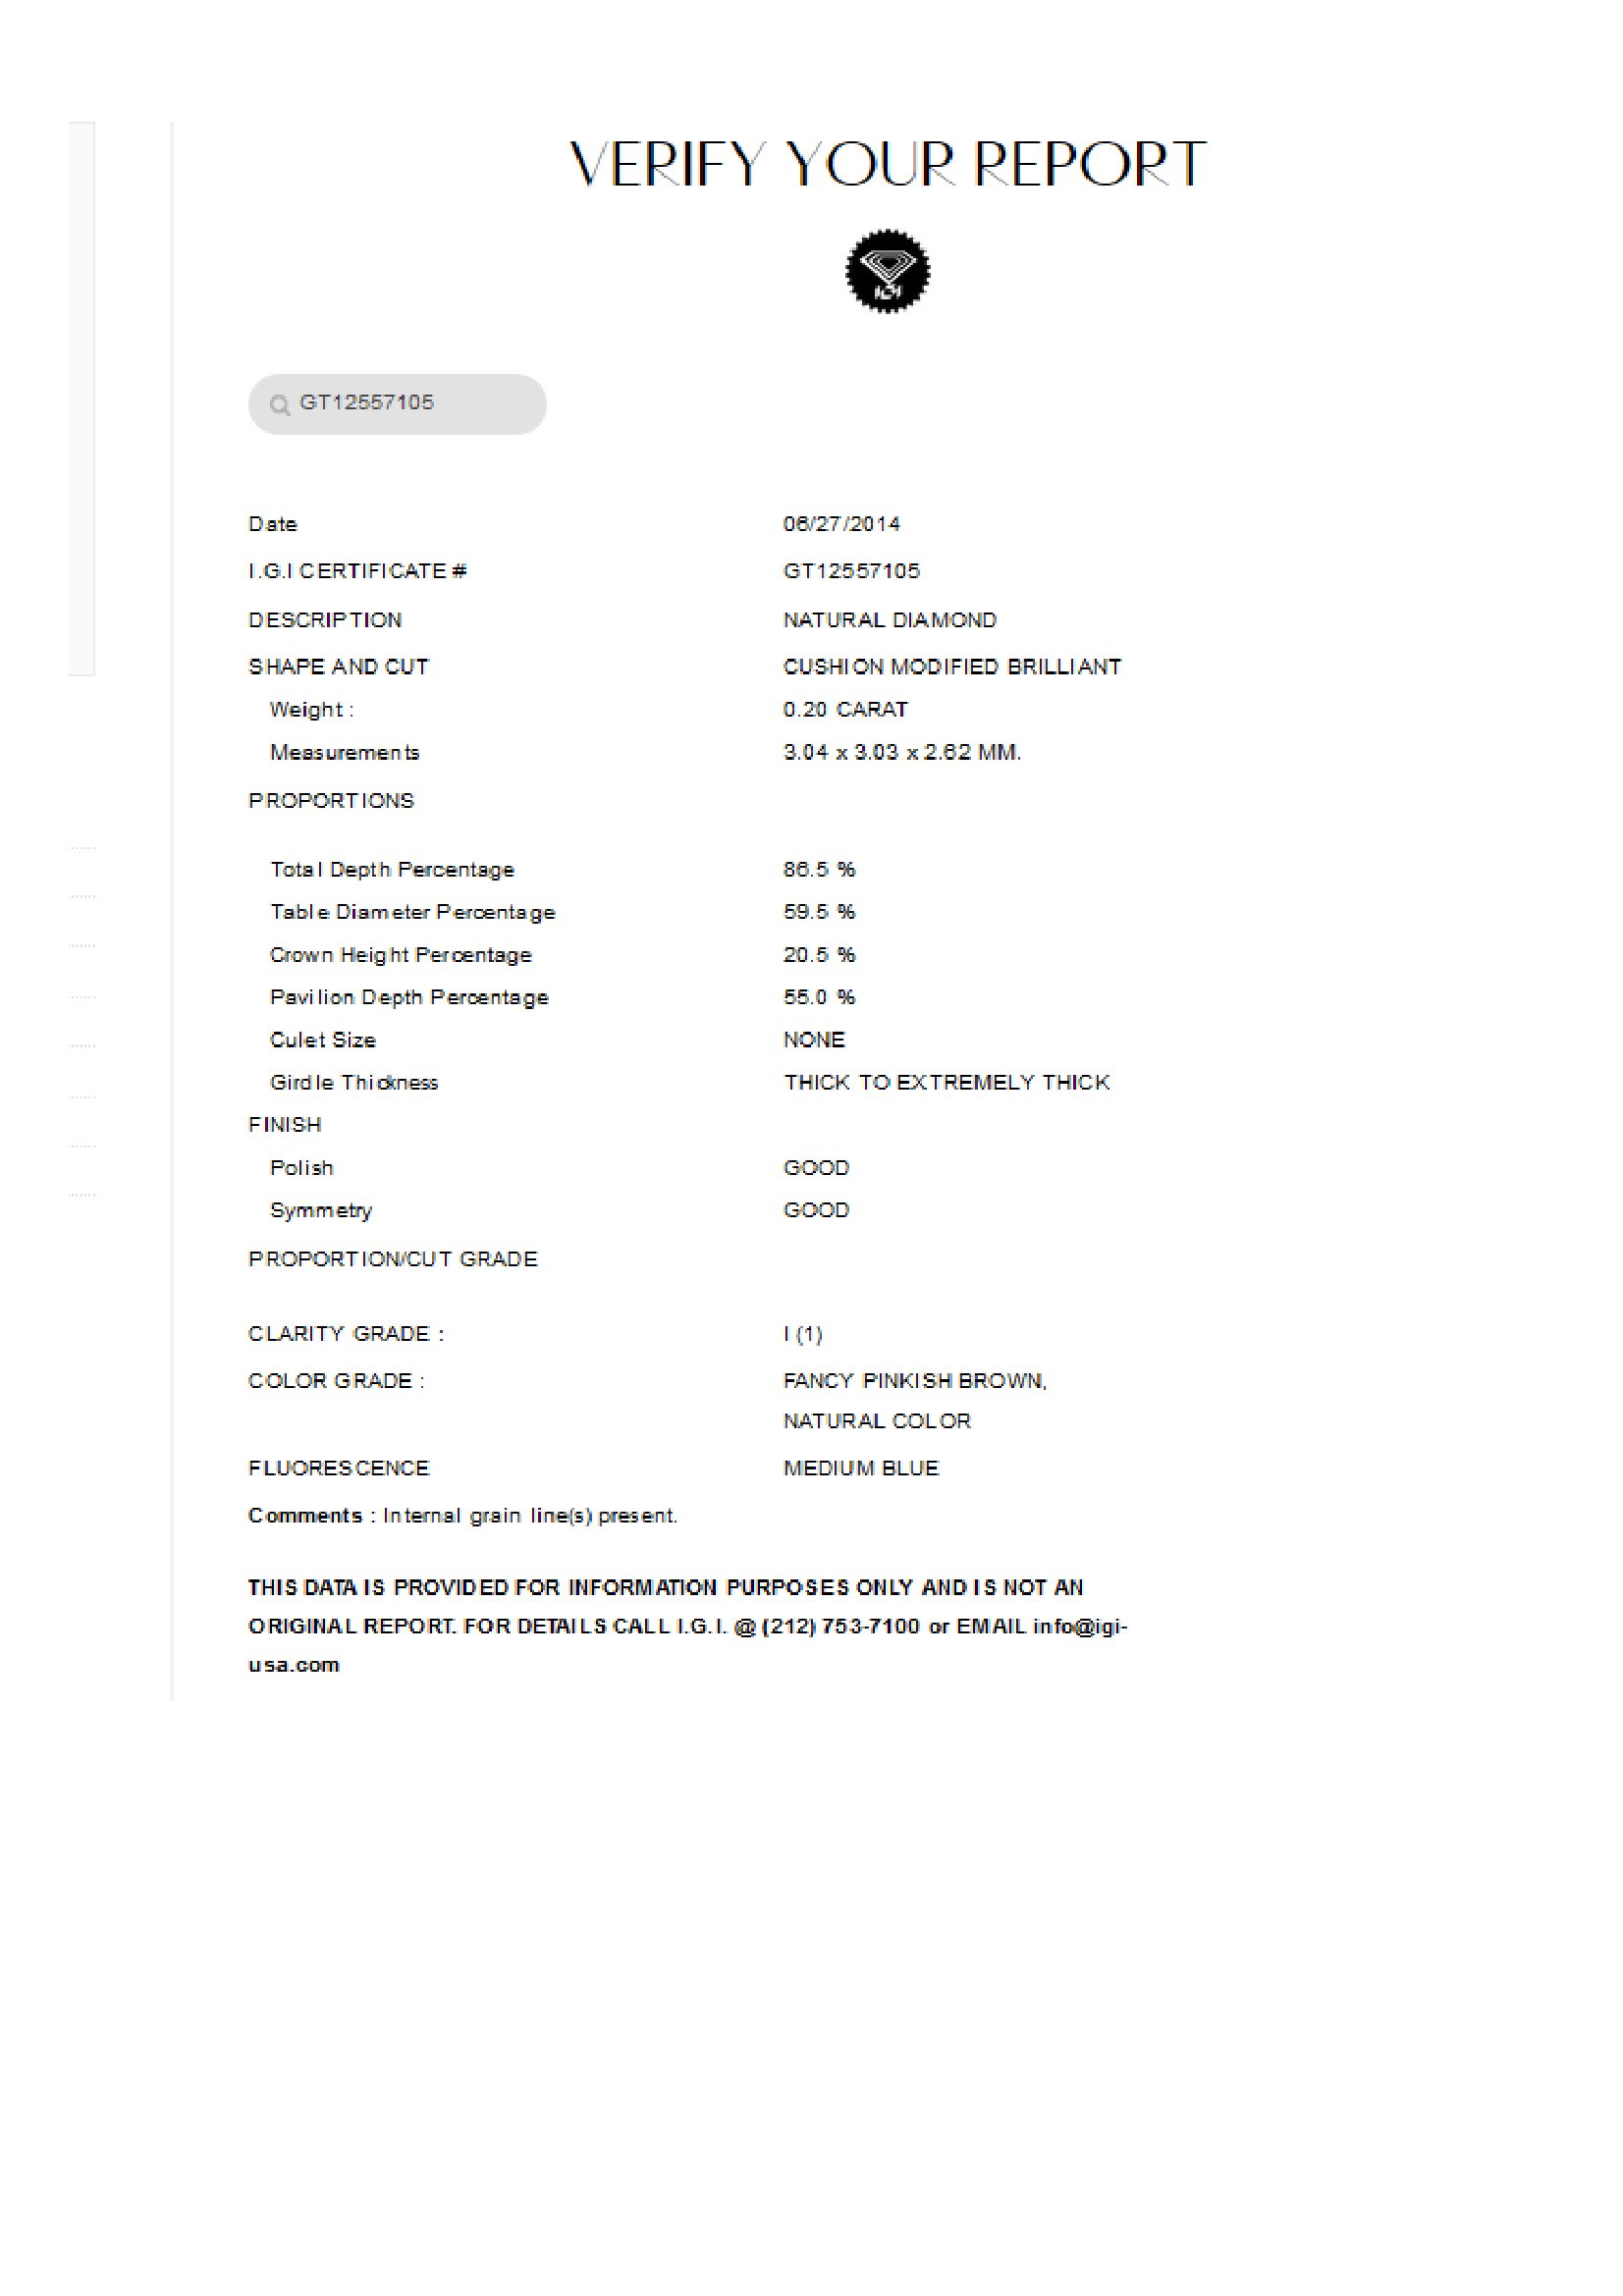 VERIFY YOUR REPORT
IGI
GT12557105
Date 06/27/2014
I.G.I CERTIFICATE # GT12557105
DESCRIPTION NATURAL DIAMOND
SHAPE AND CUT CUSHION MODIFIED BRILLIANT
Weight : 0.20 CARAT
Measurements 3.04 x 3.03 x 2.62 MM.
PROPORTIONS
Total Depth Percentage 86.5 %
Table Diameter Percentage 59.5 %
Crown Height Percentage 20.5 %
Pavilion Depth Percentage 55.0 %
Culet Size NONE
Girdle Thickness THICK TO EXTREMELY THICK
FINISH
Polish GOOD
Symmetry GOOD
PROPORTION/CUT GRADE
CLARITY GRADE : I (1)
COLOR GRADE : FANCY PINKISH BROWN,
NATURAL COLOR
FLUORESCENCE MEDIUM BLUE
Comments : Internal grain line(s) present.
THIS DATA IS PROVIDED FOR INFORMATION PURPOSES ONLY AND IS NOT AN
ORIGINAL REPORT. FOR DETAILS CALL I.G.I. @ (212) 753-7100 or EMAIL info@igi-
usa.com